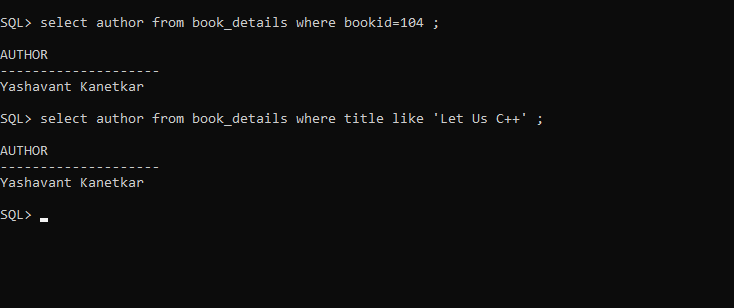 SQL> select author from book_details where bookid=104 ;
AUTHOR
--------------------
Yashavant Kanetkar
SQL> select author from book_details where title like 'Let Us C++' ;
AUTHOR
--------------------
Yashavant Kanetkar
SQL>